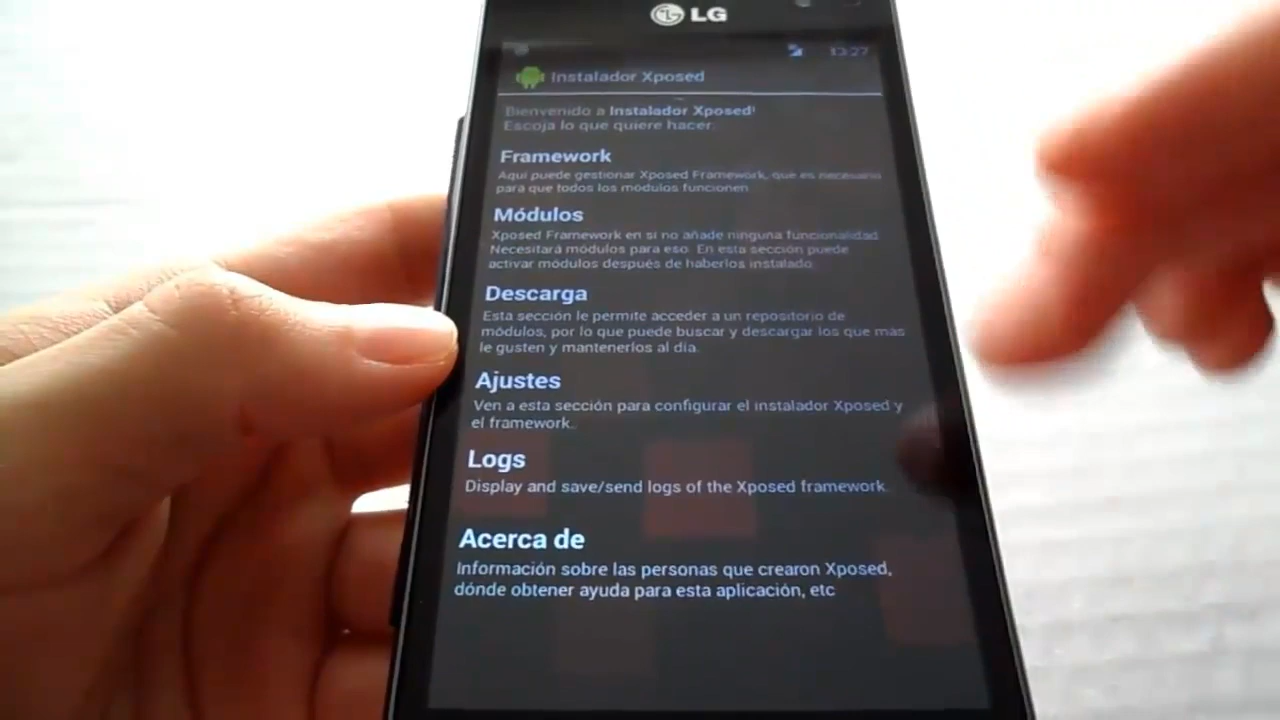 LG
13:27
Instalador Xposed
Bienvenido a Instalador Xposed!
Escoja lo que quiere hacer.
Framework
Aquí puede gestionar Xposed Framework, que es necesario
para que todos los módulos funcionen
Módulos
Xposed Framework en si no añade ninguna funcionalidad.
Necesitará módulos para eso. En esta sección puede
activar módulos después de haberlos instalado.
Descarga
Esta sección le permite acceder a un repositorio de
módulos, por lo que puede buscar y descargar los que más
le gusten y mantenerlos al día.
Ajustes
Ven a esta sección para configurar el instalador Xposed y
el framework.
Logs
Display and save/send logs of the Xposed framework.
Acerca de
Información sobre las personas que crearon Xposed,
dónde obtener ayuda para esta aplicación, etc